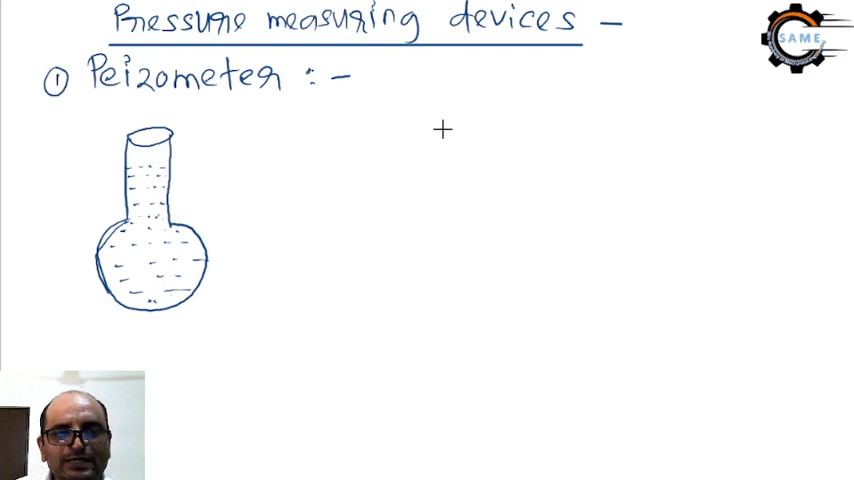 Pressure measuring devices -
① Peizometer : -
SAME